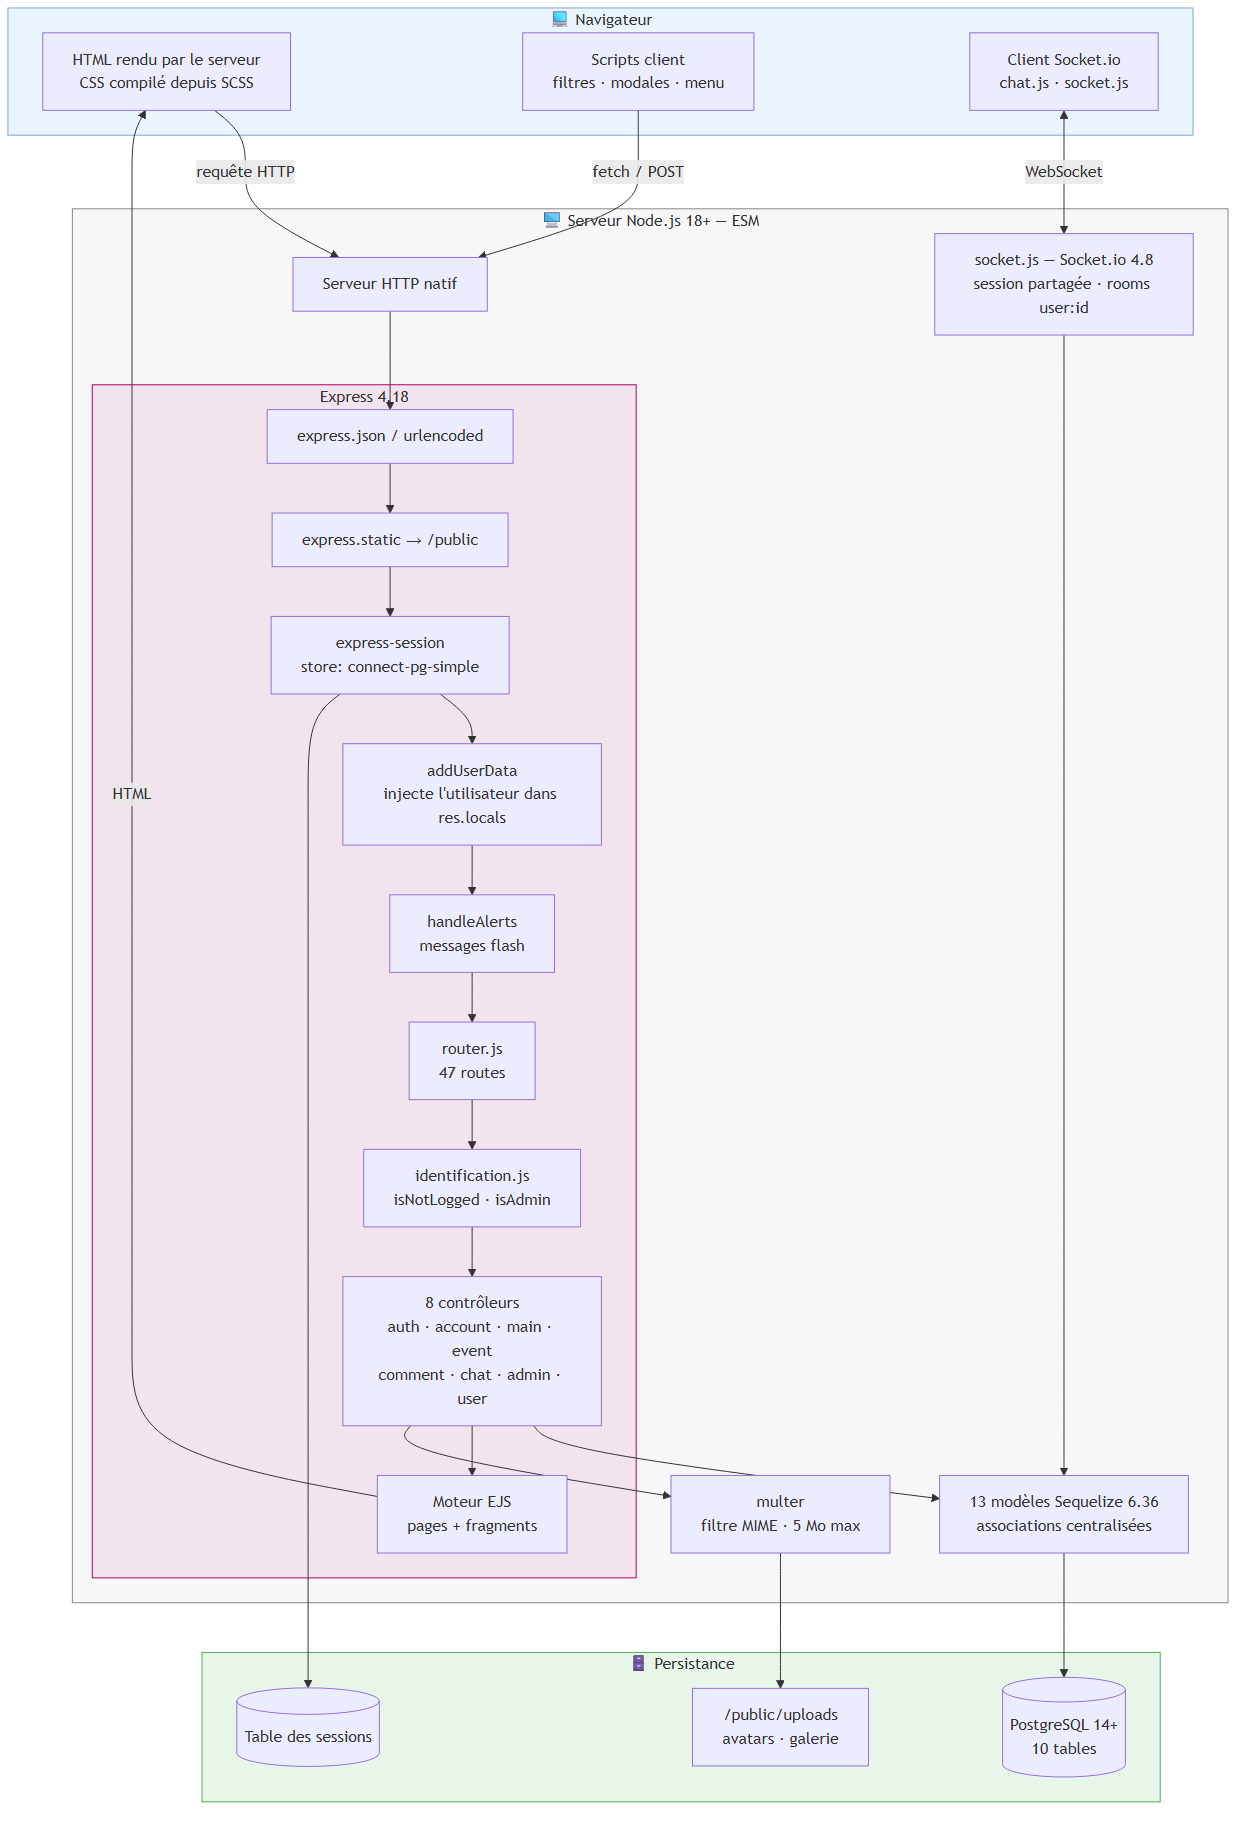 Navigateur
HTML rendu par le serveur
CSS compilé depuis SCSS
Scripts client
filtres · modales · menu
Client Socket.io
chat.js · socket.js
requête HTTP
fetch / POST
WebSocket
Serveur Node.js 18+ — ESM
Serveur HTTP natif
socket.js — Socket.io 4.8
session partagée · rooms
user:id
Express 4.18
express.json / urlencoded
express.static → /public
express-session
store: connect-pg-simple
addUserData
injecte l'utilisateur dans
res.locals
HTML
handleAlerts
messages flash
router.js
47 routes
identification.js
isNotLogged · isAdmin
8 contrôleurs
auth · account · main ·
event
comment · chat · admin ·
user
Moteur EJS
pages + fragments
multer
filtre MIME · 5 Mo max
13 modèles Sequelize 6.36
associations centralisées
Persistance
Table des sessions
/public/uploads
avatars · galerie
PostgreSQL 14+
10 tables